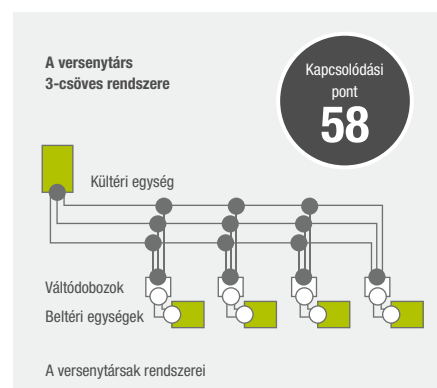 A versenytárs
3-csöves rendszere
Kapcsolódási
pont
58
Kültéri egység
Váltódobozok
Beltéri egységek
A versenytársak rendszerei